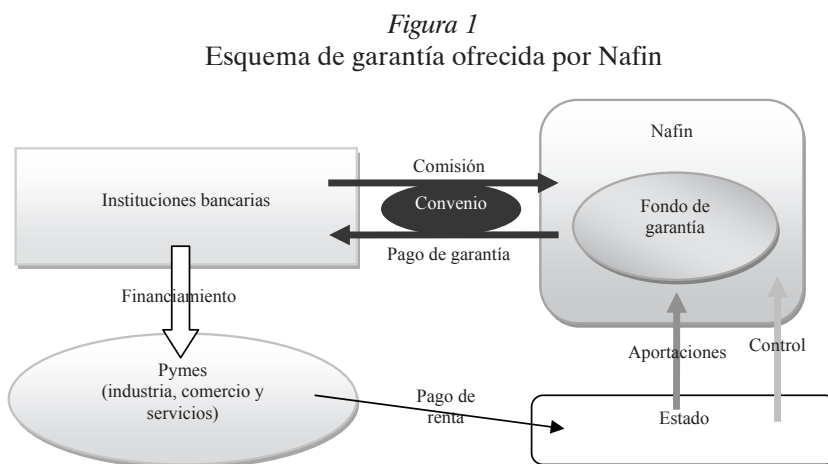 Figura 1
Esquema de garantía ofrecida por Nafin
Nafin
Comisión
Instituciones bancarias
Convenio
Fondo de
garantía
Pago de garantía
Financiamiento
Aportaciones
Control
Pymes
(industria, comercio y
servicios)
Pago de
renta
Estado